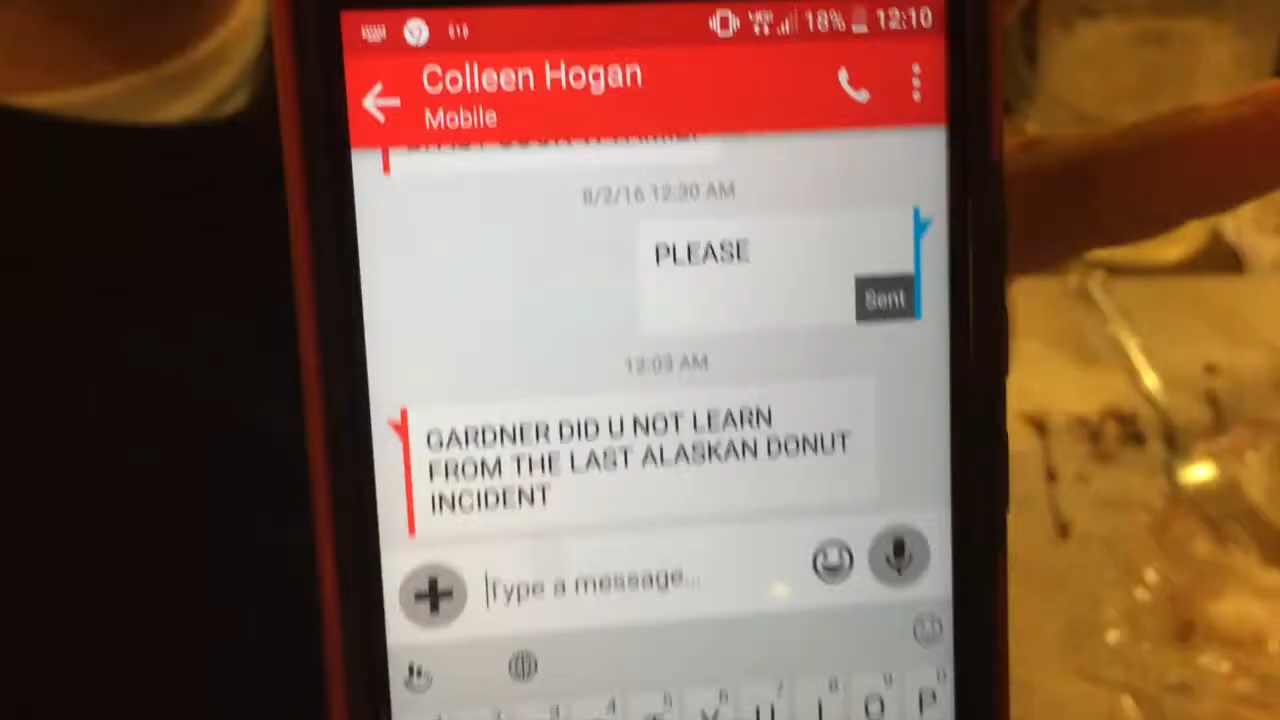 18% 12:10
Colleen Hogan
Mobile
8/2/16 12:30 AM
PLEASE
Sent
12:03 AM
GARDNER DID U NOT LEARN
FROM THE LAST ALASKAN DONUT
INCIDENT
Type a message...
U I O P